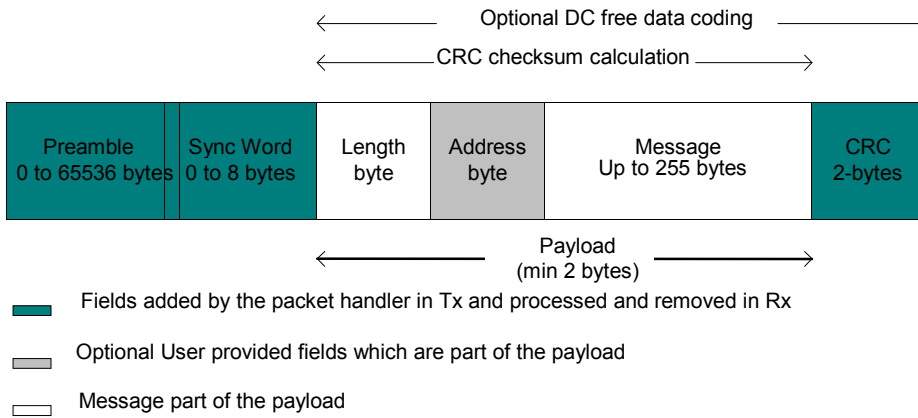 Optional DC free data coding
CRC checksum calculation
Preamble
0 to 65536 bytes
Sync Word
0 to 8 bytes
Length
byte
Address
byte
Message
Up to 255 bytes
CRC
2-bytes
Payload
(min 2 bytes)
Fields added by the packet handler in Tx and processed and removed in Rx
Optional User provided fields which are part of the payload
Message part of the payload